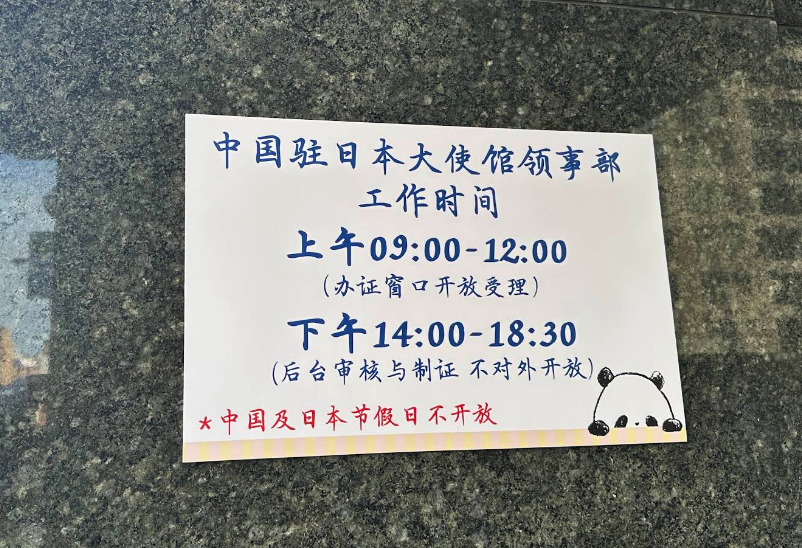 中国驻日本大使馆领事部
工作时间
上午09:00-12:00
(办证窗口开放受理)
下午14:00-18:30
(后台审核与制证 不对外开放)
*中国及日本节假日不开放